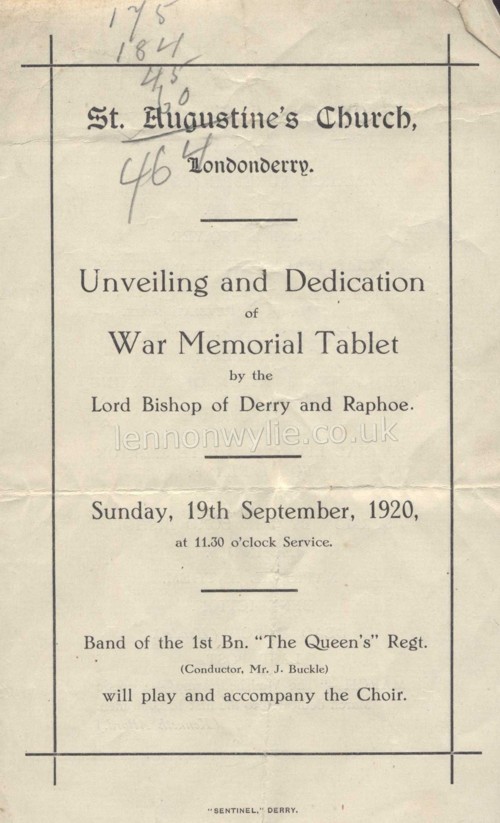 175
184
45
60
464
St. Augustine's Church,
Londonderry.
Unveiling and Dedication
of
War Memorial Tablet
by the
Lord Bishop of Derry and Raphoe.
lennonwylie.co.uk
Sunday, 19th September, 1920,
at 11.30 o'clock Service.
Band of the 1st Bn. "The Queen's" Regt.
(Conductor, Mr. J. Buckle)
will play and accompany the Choir.
"SENTINEL," DERRY.